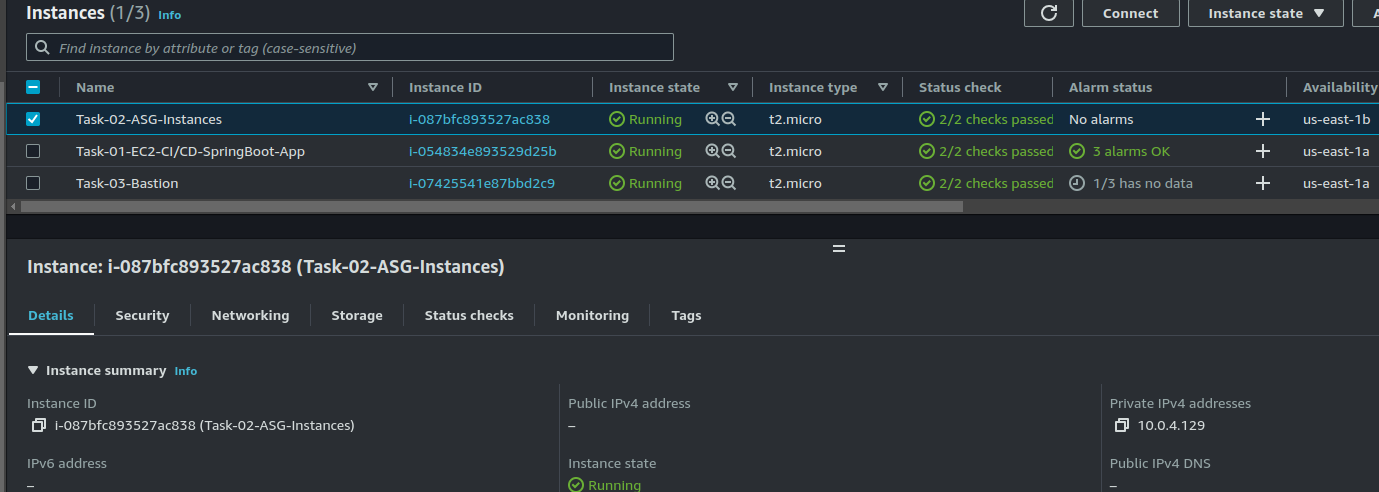 Instances (1/3) Info
Connect
Instance state
Find instance by attribute or tag (case-sensitive)
Name Instance ID Instance state Instance type Status check Alarm status Availability
Task-02-ASG-Instances i-087bfc893527ac838 Running t2.micro 2/2 checks passed No alarms us-east-1b
Task-01-EC2-CI/CD-SpringBoot-App i-054834e893529d25b Running t2.micro 2/2 checks passed 3 alarms OK us-east-1a
Task-03-Bastion i-07425541e87bbd2c9 Running t2.micro 2/2 checks passed 1/3 has no data us-east-1a
Instance: i-087bfc893527ac838 (Task-02-ASG-Instances)
Details Security Networking Storage Status checks Monitoring Tags
Instance summary Info
Instance ID Public IPv4 address Private IPv4 addresses
i-087bfc893527ac838 (Task-02-ASG-Instances) – 10.0.4.129
IPv6 address Instance state Public IPv4 DNS
– Running –